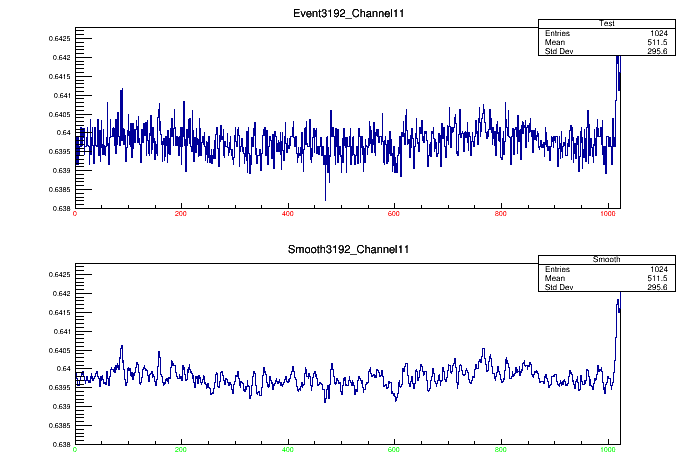 Event3192_Channel11
Test
Entries 1024
Mean 511.5
Std Dev 295.6
0.6425
0.642
0.6415
0.641
0.6405
0.64
0.6395
0.639
0.6385
0.638
0 200 400 600 800 1000
Smooth3192_Channel11
Smooth
Entries 1024
Mean 511.5
Std Dev 295.6
0.6425
0.642
0.6415
0.641
0.6405
0.64
0.6395
0.639
0.6385
0.638
0 200 400 600 800 1000